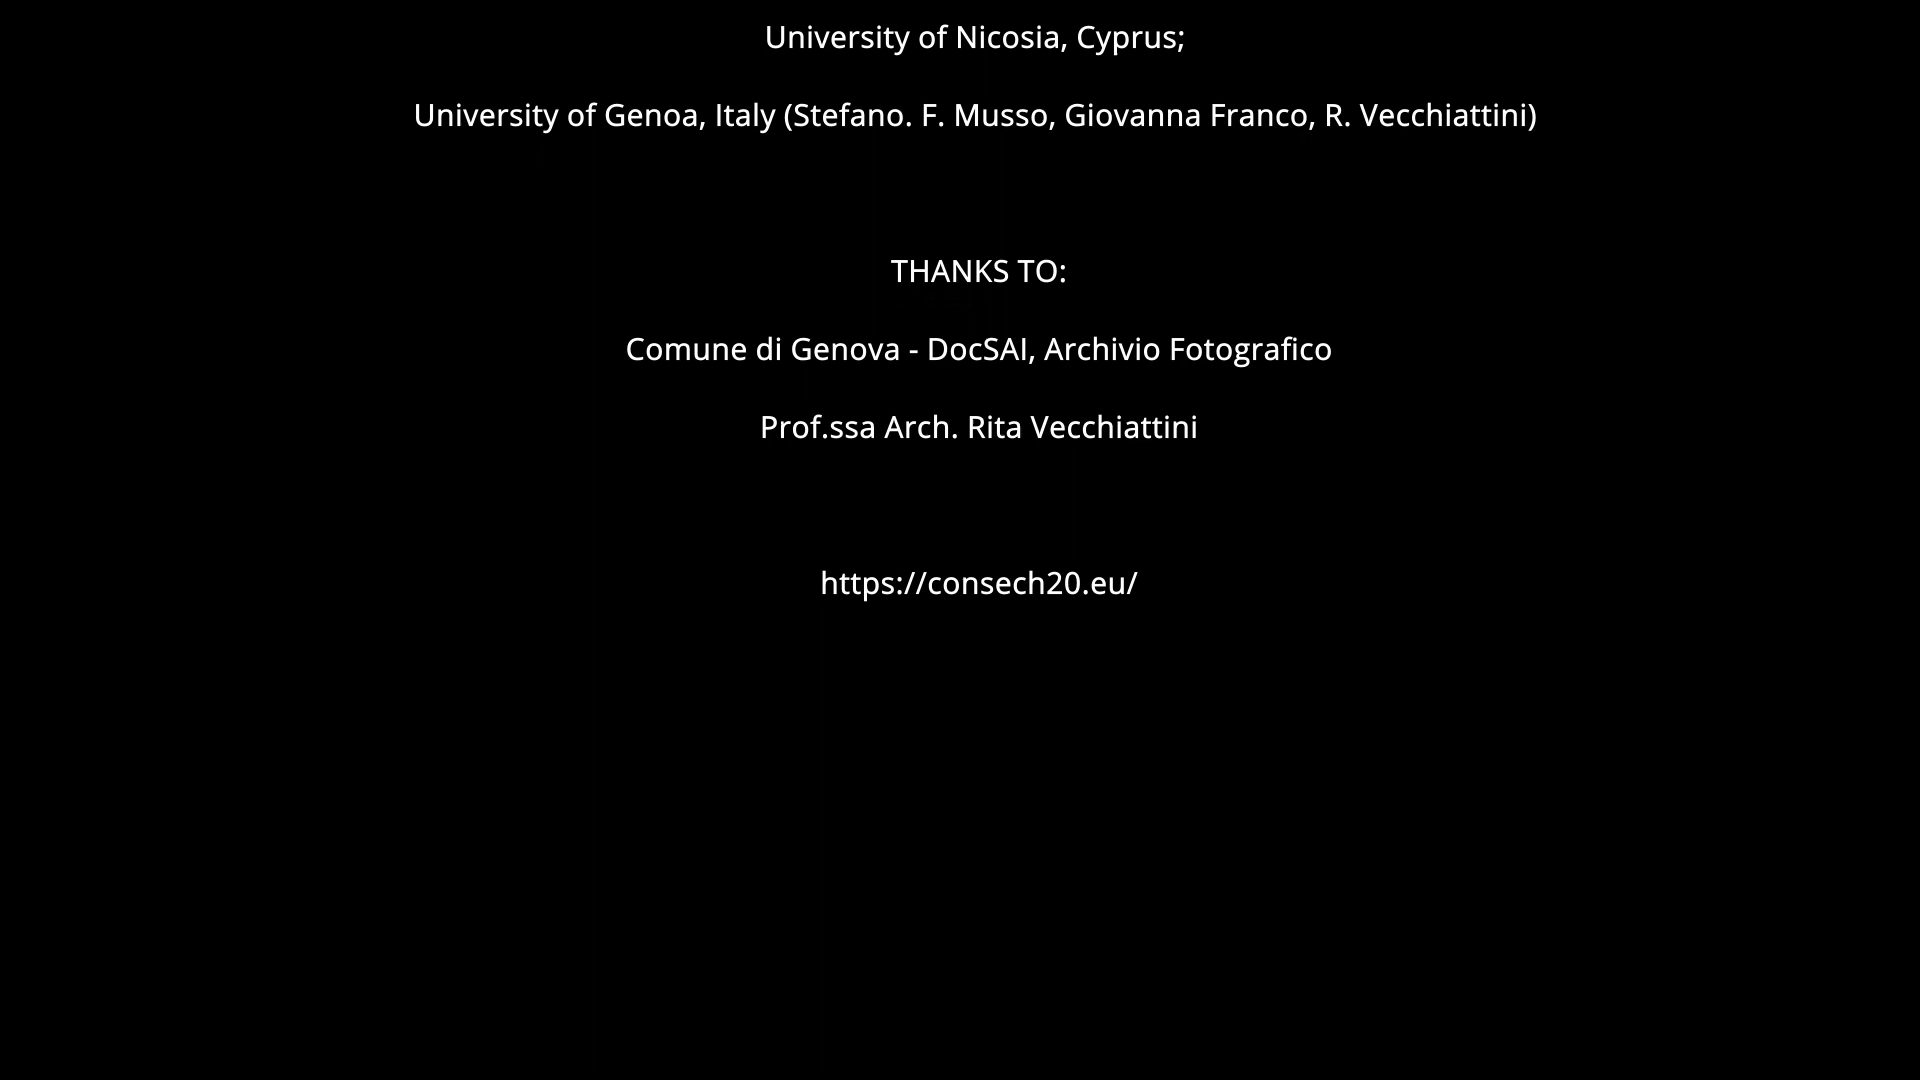 University of Nicosia, Cyprus;
University of Genoa, Italy (Stefano. F. Musso, Giovanna Franco, R. Vecchiattini)
THANKS TO:
Comune di Genova - DocSAI, Archivio Fotografico
Prof.ssa Arch. Rita Vecchiattini
https://consech20.eu/